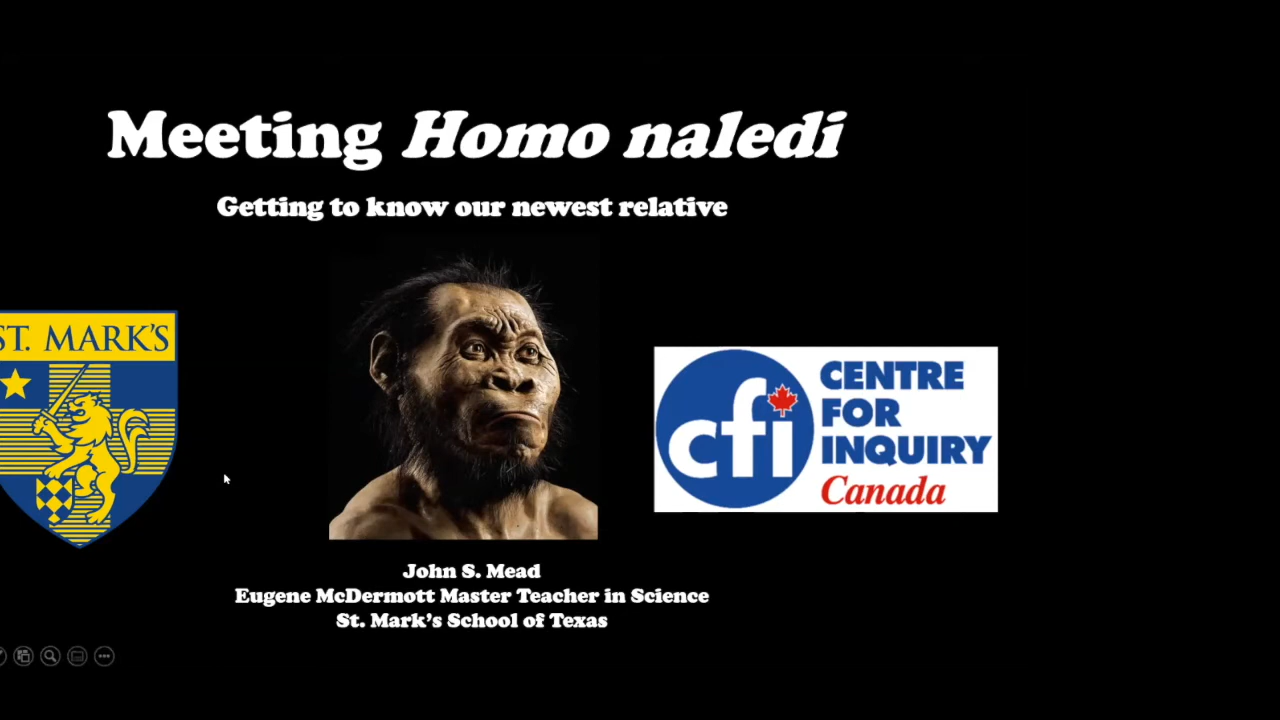 Meeting Homo naledi
Getting to know our newest relative
ST. MARK'S
cfi
CENTRE
FOR
INQUIRY
Canada
John S. Mead
Eugene McDermott Master Teacher in Science
St. Mark’s School of Texas